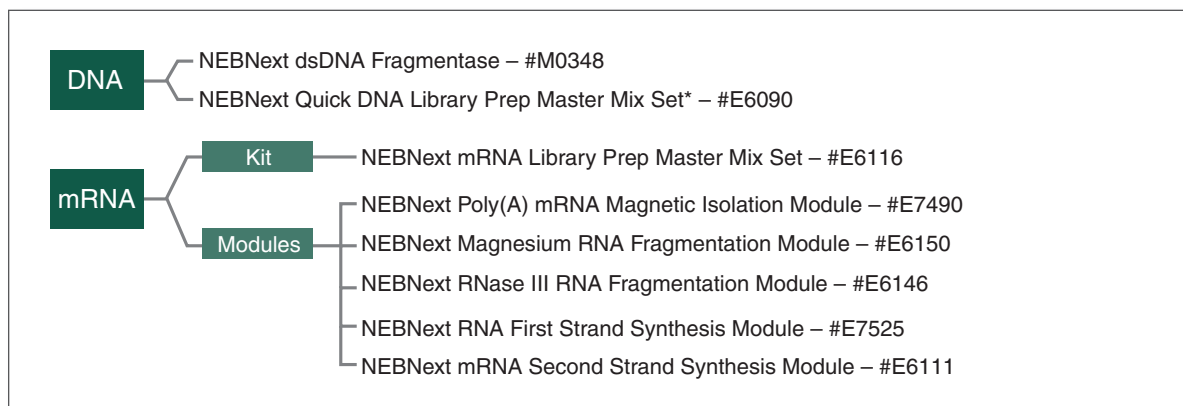 DNA
NEBNext dsDNA Fragmentase – #M0348
NEBNext Quick DNA Library Prep Master Mix Set* – #E6090
mRNA
Kit
NEBNext mRNA Library Prep Master Mix Set – #E6116
Modules
NEBNext Poly(A) mRNA Magnetic Isolation Module – #E7490
NEBNext Magnesium RNA Fragmentation Module – #E6150
NEBNext RNase III RNA Fragmentation Module – #E6146
NEBNext RNA First Strand Synthesis Module – #E7525
NEBNext mRNA Second Strand Synthesis Module – #E6111